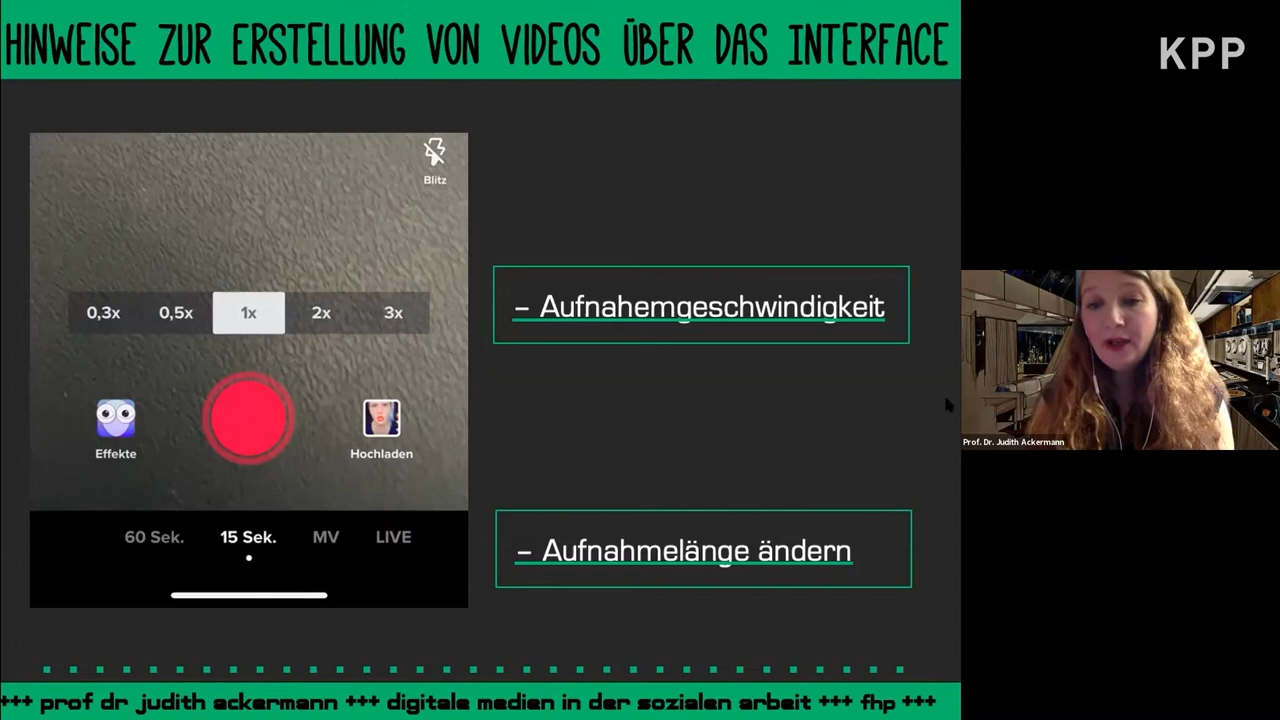 HINWEISE ZUR ERSTELLUNG VON VIDEOS ÜBER DAS INTERFACE
KPP
Blitz
0,3x 0,5x 1x 2x 3x
– Aufnahemgeschwindigkeit
Effekte
Hochladen
Prof. Dr. Judith Ackermann
60 Sek. 15 Sek. MV LIVE
– Aufnahmelänge ändern
+++ prof dr judith ackermann +++ digitale medien in der sozialen arbeit +++ fhp +++